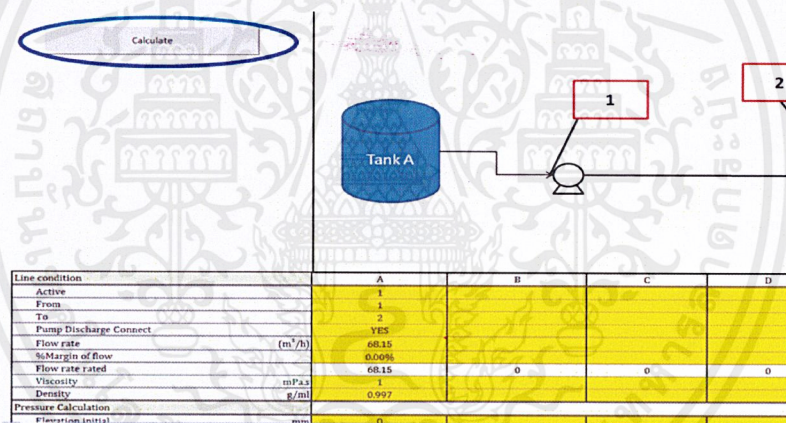 Calculate
1
2
Tank A
Line condition A B C D
Active 1
From 1
To 2
Pump Discharge Connect YES
Flow rate (m³/h) 68.15
%Margin of flow 0.00%
Flow rate rated 68.15 0 0 0
Viscosity mPa.s 1
Density g/ml 0.997
Pressure Calculation
Elevation initial mm 0